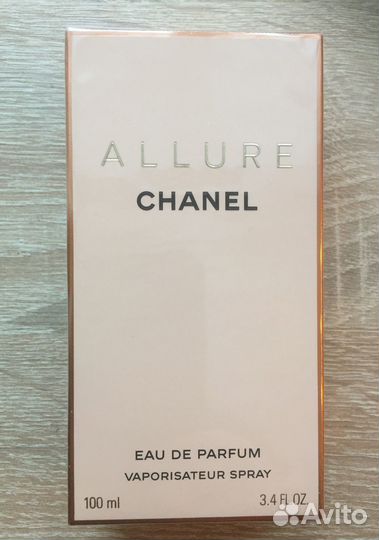 ALLURE
CHANEL
EAU DE PARFUM
VAPORISATEUR SPRAY
100 ml 3.4 FL. OZ.
Avito